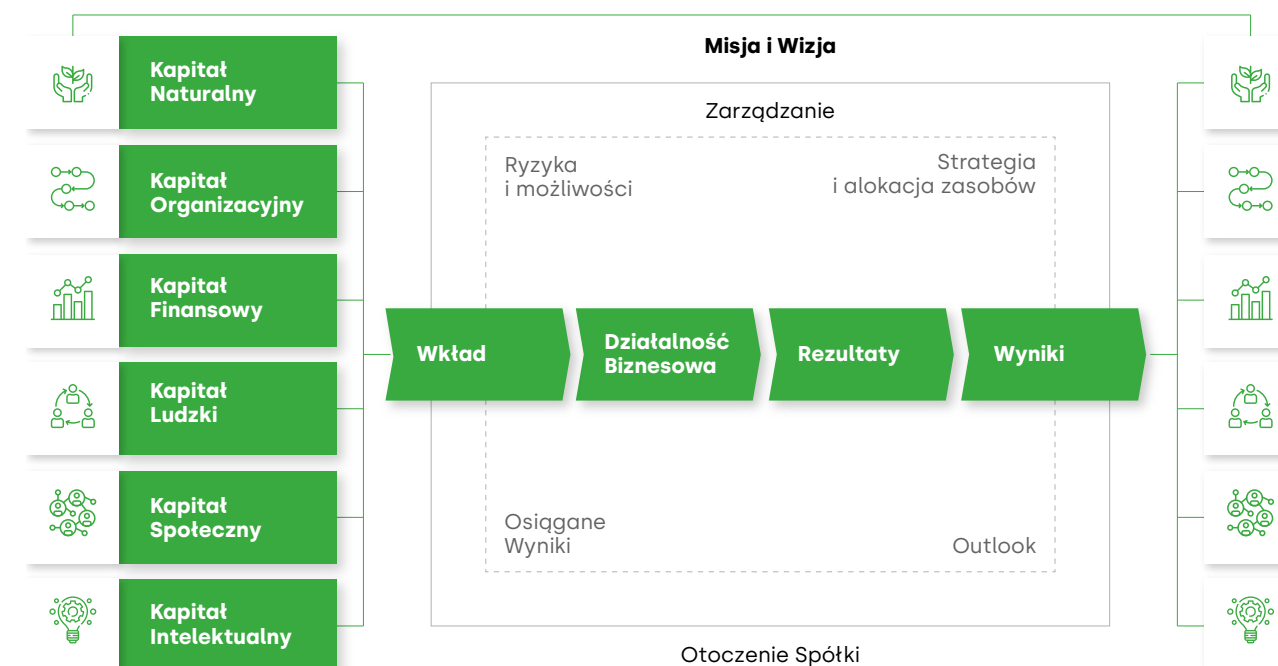 Misja i Wizja
Kapitał
Naturalny
Kapitał
Organizacyjny
Kapitał
Finansowy
Kapitał
Ludzki
Kapitał
Społeczny
Kapitał
Intelektualny
Zarządzanie
Ryzyka
i możliwości
Strategia
i alokacja zasobów
Wkład
Działalność
Biznesowa
Rezultaty
Wyniki
Osiągane
Wyniki
Outlook
Otoczenie Spółki